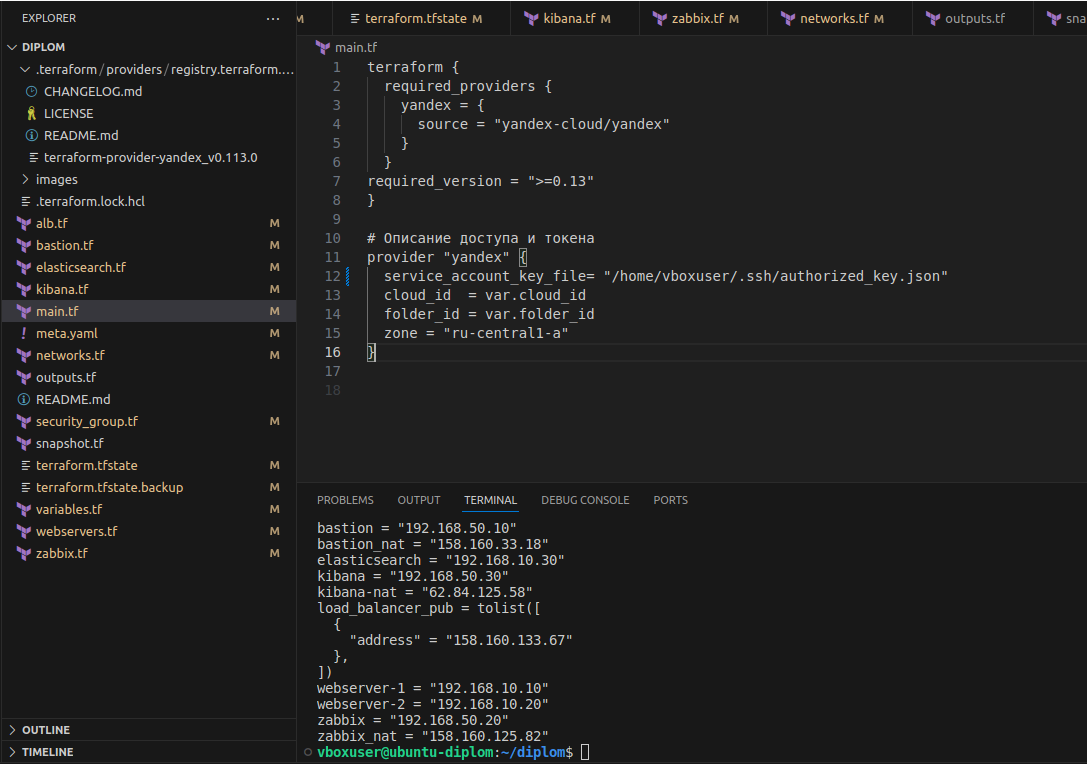 EXPLORER ...
M terraform.tfstate M kibana.tf M zabbix.tf M networks.tf M outputs.tf sna
DIPLOM
.terraform/providers/registry.terraform....
CHANGELOG.md
LICENSE
README.md
terraform-provider-yandex_v0.113.0
images
.terraform.lock.hcl
alb.tf M
bastion.tf M
elasticsearch.tf M
kibana.tf M
main.tf M
meta.yaml M
networks.tf M
outputs.tf
README.md
security_group.tf M
snapshot.tf
terraform.tfstate M
terraform.tfstate.backup M
variables.tf M
webservers.tf M
zabbix.tf M
OUTLINE
TIMELINE
main.tf
1 terraform {
2 required_providers {
3 yandex = {
4 source = "yandex-cloud/yandex"
5 }
6 }
7 required_version = ">=0.13"
8 }
9
10 # Описание доступа и токена
11 provider "yandex" {
12 service_account_key_file= "/home/vboxuser/.ssh/authorized_key.json"
13 cloud_id  = var.cloud_id
14 folder_id = var.folder_id
15 zone = "ru-central1-a"
16 }
17
18
PROBLEMS OUTPUT TERMINAL DEBUG CONSOLE PORTS
bastion = "192.168.50.10"
bastion_nat = "158.160.33.18"
elasticsearch = "192.168.10.30"
kibana = "192.168.50.30"
kibana-nat = "62.84.125.58"
load_balancer_pub = tolist([
{
"address" = "158.160.133.67"
},
])
webserver-1 = "192.168.10.10"
webserver-2 = "192.168.10.20"
zabbix = "192.168.50.20"
zabbix_nat = "158.160.125.82"
vboxuser@ubuntu-diplom:~/diplom$